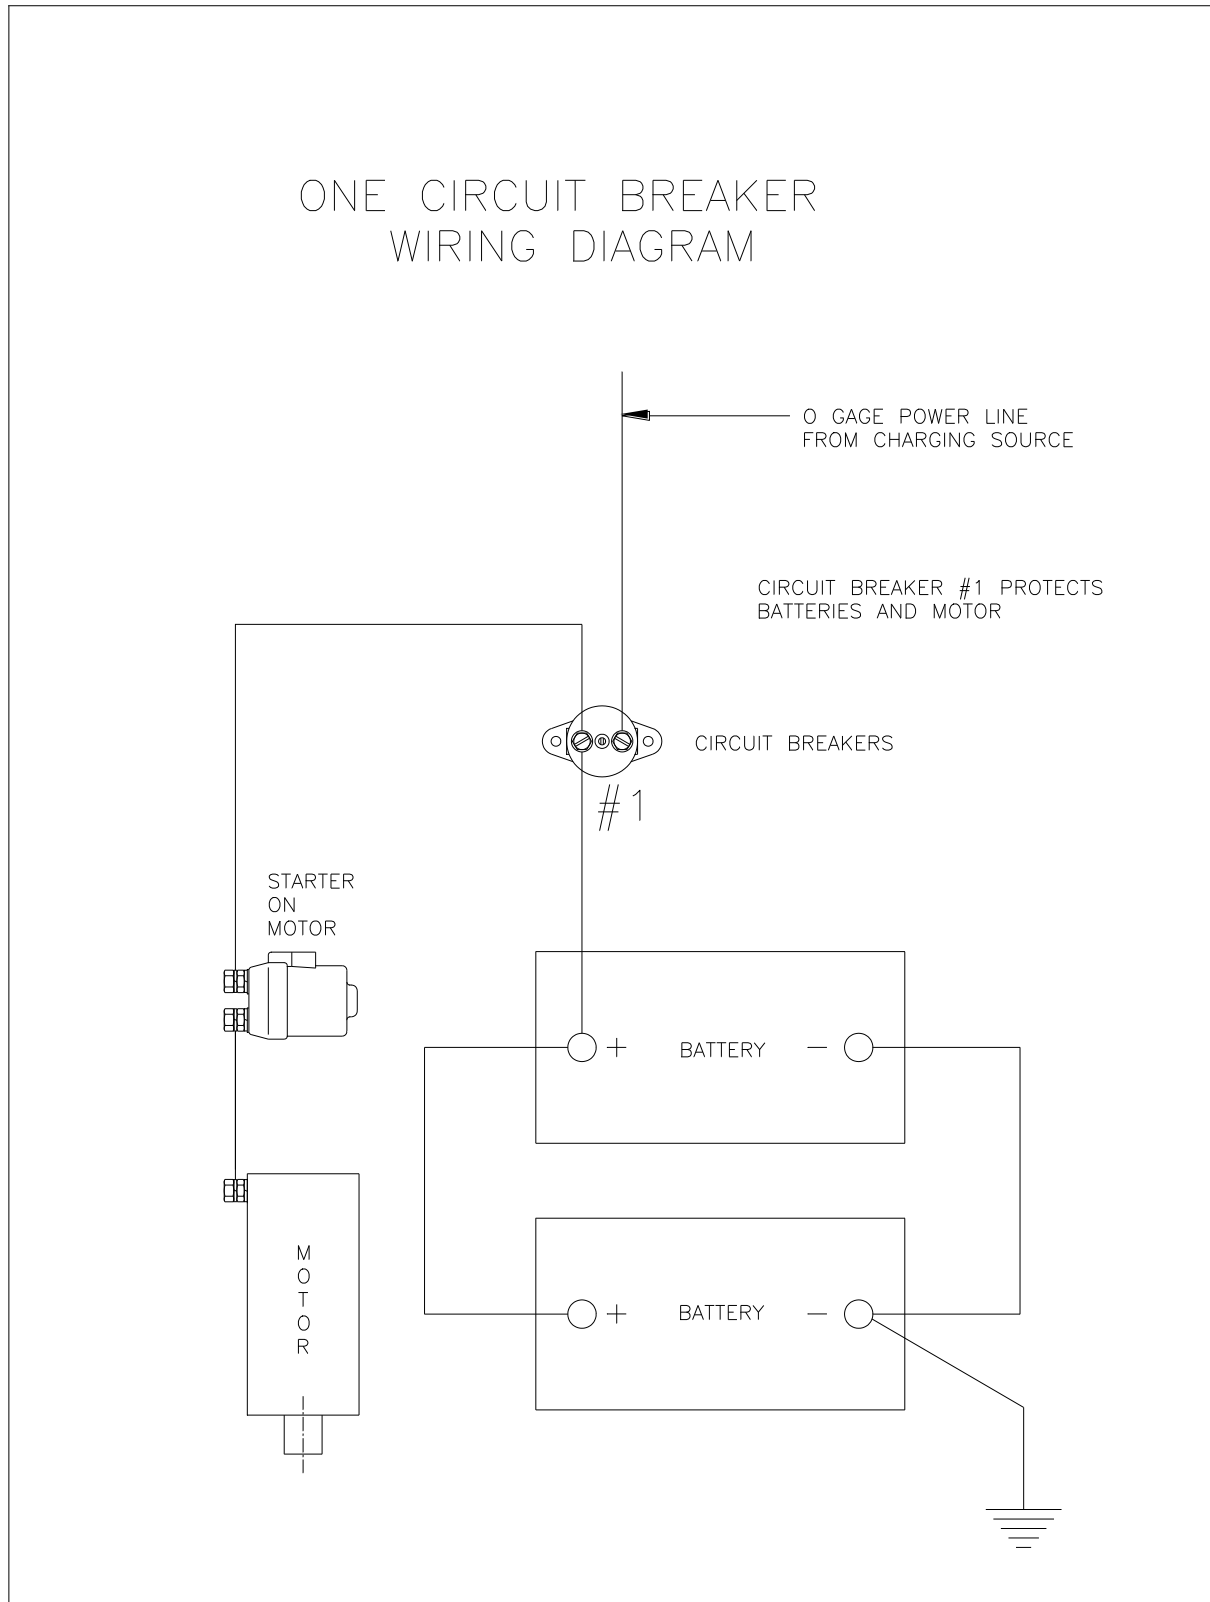 ONE CIRCUIT BREAKER
WIRING DIAGRAM
O GAGE POWER LINE
FROM CHARGING SOURCE
CIRCUIT BREAKER #1 PROTECTS
BATTERIES AND MOTOR
CIRCUIT BREAKERS
#1
STARTER
ON
MOTOR
+ BATTERY −
+ BATTERY −
MOTOR